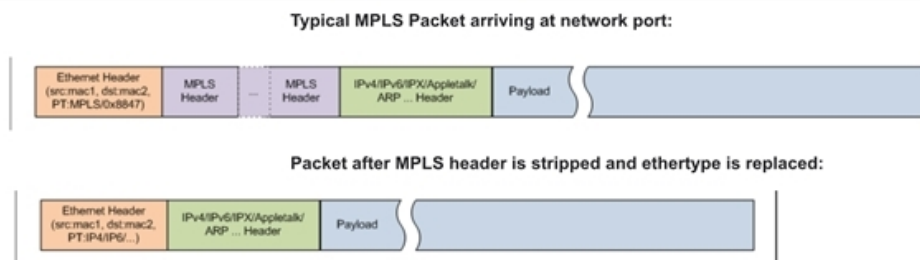 Typical MPLS Packet arriving at network port:
Ethernet Header
(src:mac1, dst:mac2,
PT:MPLS/0x8847)
MPLS
Header
...
MPLS
Header
IPv4/IPv6/IPX/Appletalk/
ARP ... Header
Payload
Packet after MPLS header is stripped and ethertype is replaced:
Ethernet Header
(src:mac1, dst:mac2,
PT:IP4/IP6/...)
IPv4/IPv6/IPX/Appletalk/
ARP ... Header
Payload